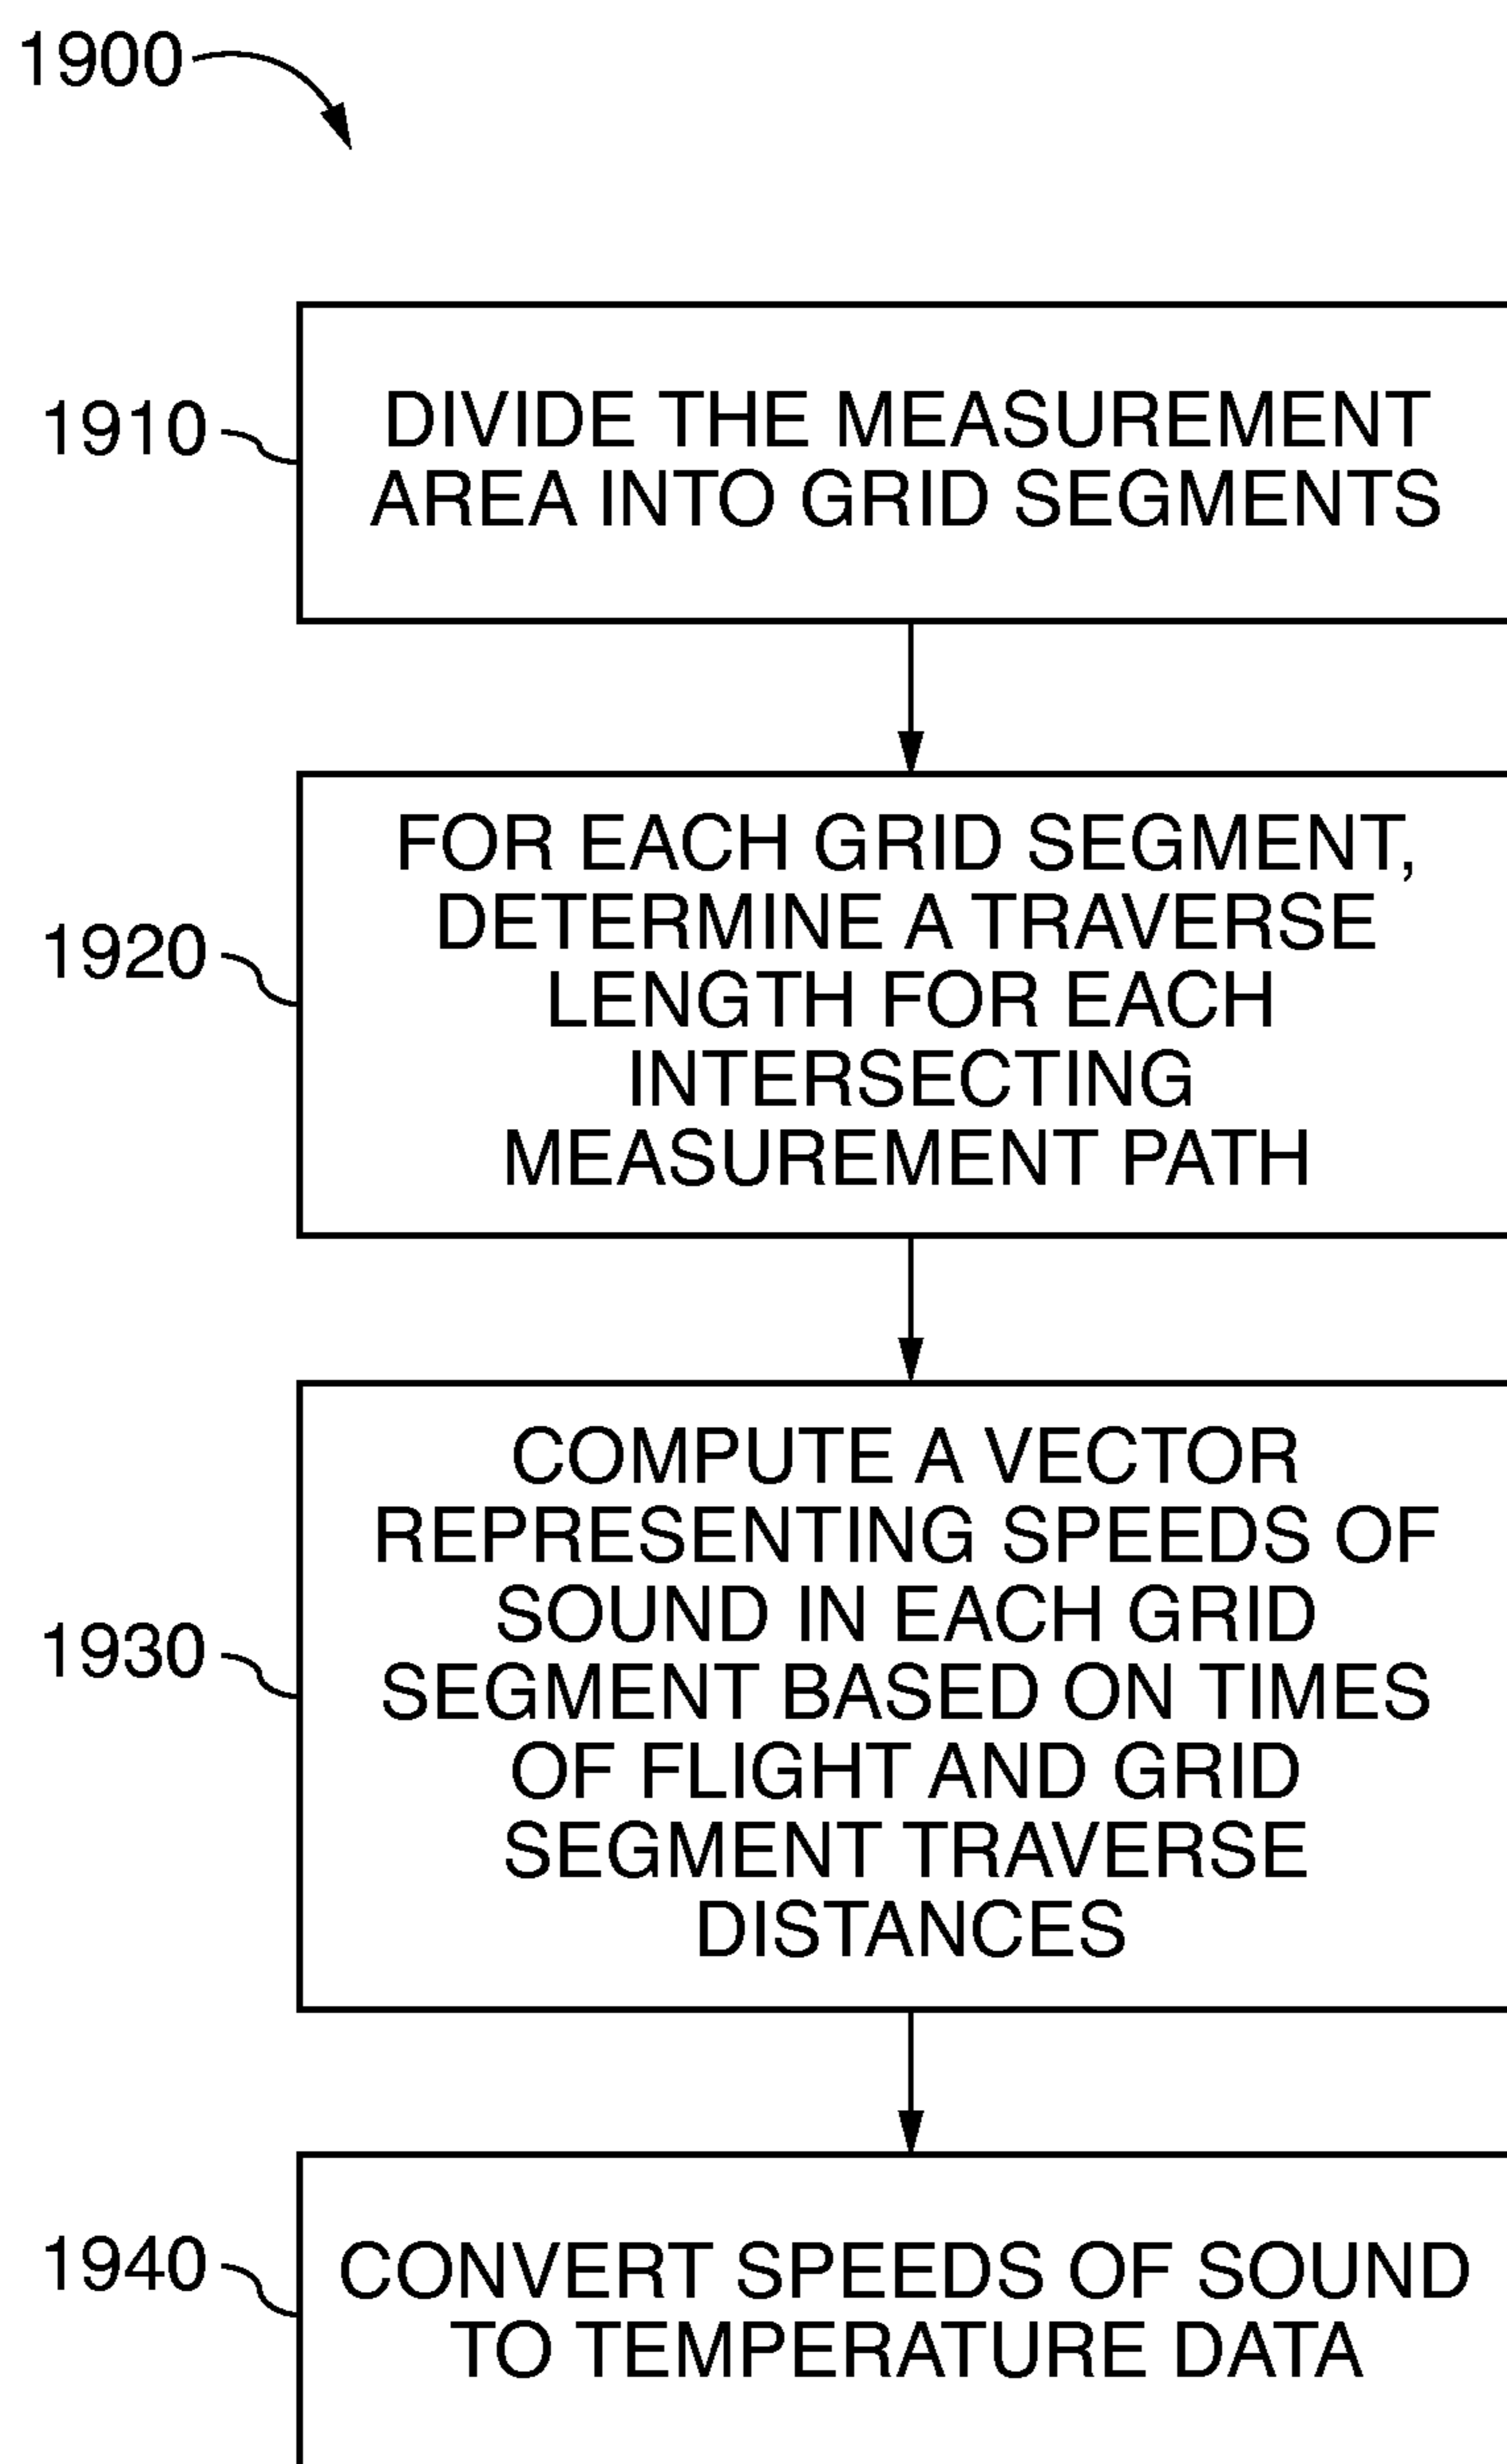 1900
1910
DIVIDE THE MEASUREMENT
AREA INTO GRID SEGMENTS
1920
FOR EACH GRID SEGMENT,
DETERMINE A TRAVERSE
LENGTH FOR EACH
INTERSECTING
MEASUREMENT PATH
1930
COMPUTE A VECTOR
REPRESENTING SPEEDS OF
SOUND IN EACH GRID
SEGMENT BASED ON TIMES
OF FLIGHT AND GRID
SEGMENT TRAVERSE
DISTANCES
1940
CONVERT SPEEDS OF SOUND
TO TEMPERATURE DATA